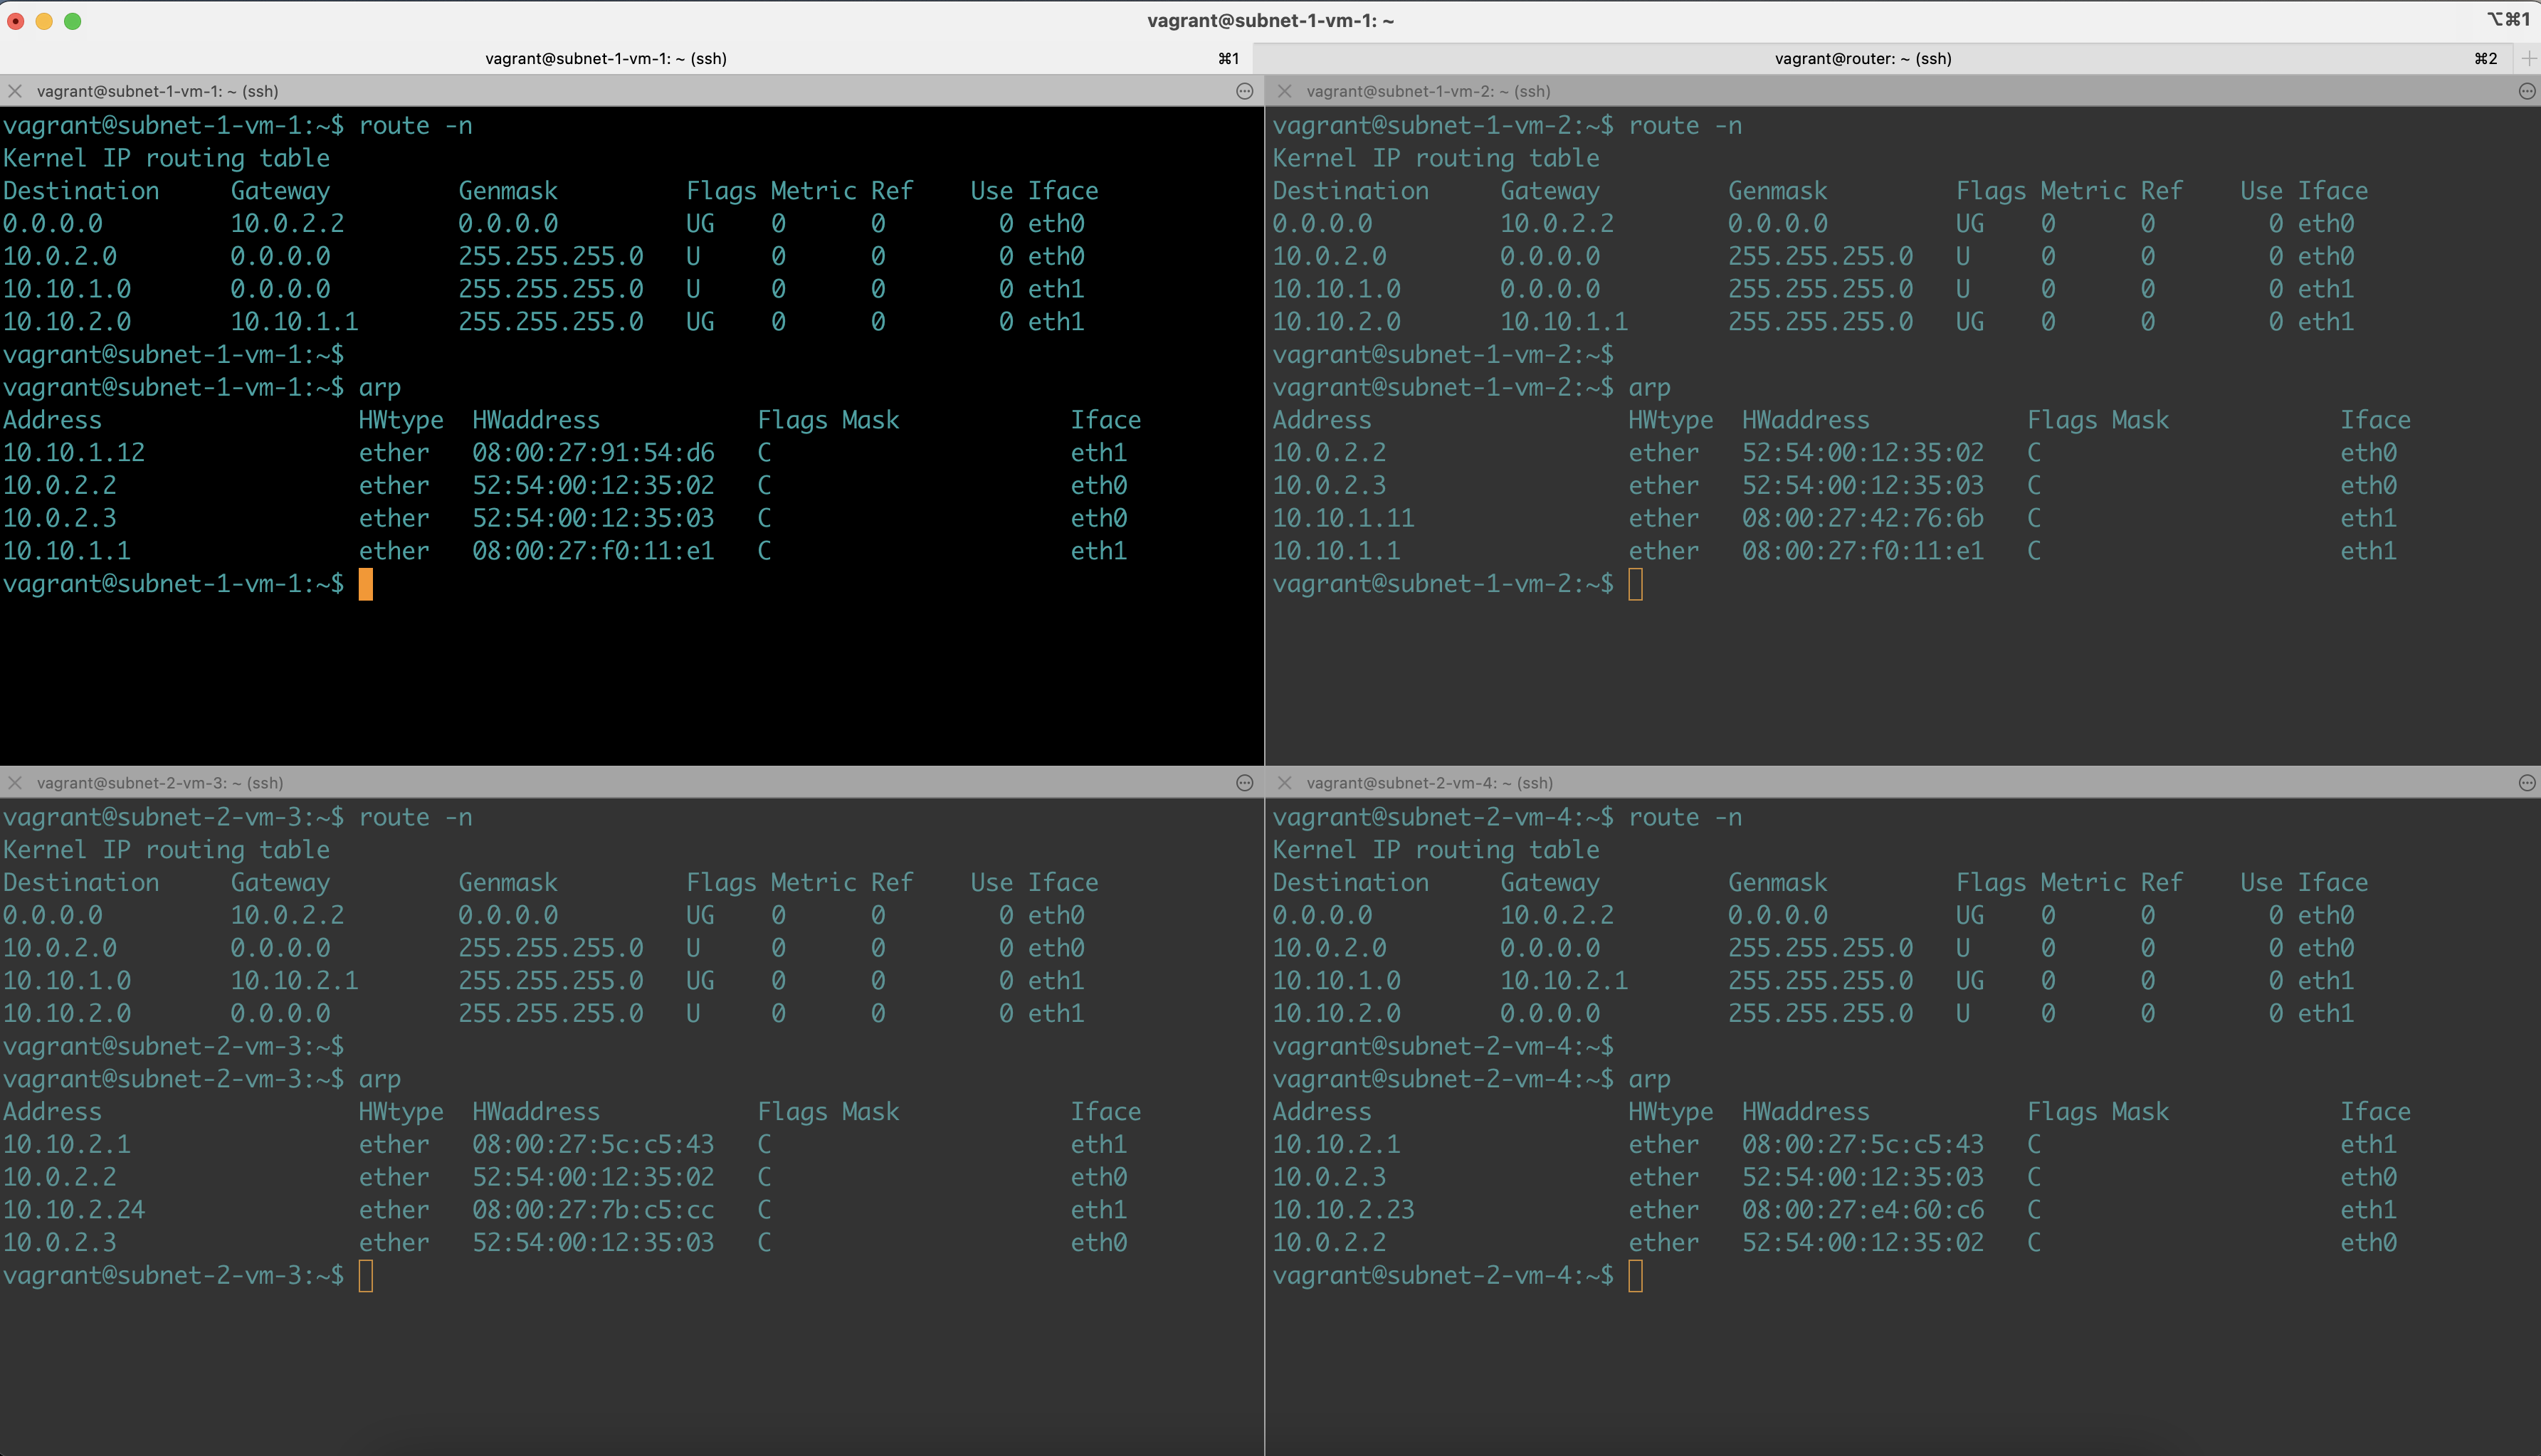 vagrant@subnet-1-vm-1: ~
⌥⌘1
vagrant@subnet-1-vm-1: ~ (ssh)
⌘1
vagrant@router: ~ (ssh)
⌘2
vagrant@subnet-1-vm-1: ~ (ssh)
vagrant@subnet-1-vm-1:~$ route -n
Kernel IP routing table
Destination     Gateway         Genmask         Flags Metric Ref    Use Iface
0.0.0.0         10.0.2.2        0.0.0.0         UG    0      0        0 eth0
10.0.2.0        0.0.0.0         255.255.255.0   U     0      0        0 eth0
10.10.1.0       0.0.0.0         255.255.255.0   U     0      0        0 eth1
10.10.2.0       10.10.1.1       255.255.255.0   UG    0      0        0 eth1
vagrant@subnet-1-vm-1:~$
vagrant@subnet-1-vm-1:~$ arp
Address                  HWtype  HWaddress           Flags Mask            Iface
10.10.1.12               ether   08:00:27:91:54:d6   C                     eth1
10.0.2.2                 ether   52:54:00:12:35:02   C                     eth0
10.0.2.3                 ether   52:54:00:12:35:03   C                     eth0
10.10.1.1                ether   08:00:27:f0:11:e1   C                     eth1
vagrant@subnet-1-vm-1:~$
vagrant@subnet-1-vm-2: ~ (ssh)
vagrant@subnet-1-vm-2:~$ route -n
Kernel IP routing table
Destination     Gateway         Genmask         Flags Metric Ref    Use Iface
0.0.0.0         10.0.2.2        0.0.0.0         UG    0      0        0 eth0
10.0.2.0        0.0.0.0         255.255.255.0   U     0      0        0 eth0
10.10.1.0       0.0.0.0         255.255.255.0   U     0      0        0 eth1
10.10.2.0       10.10.1.1       255.255.255.0   UG    0      0        0 eth1
vagrant@subnet-1-vm-2:~$
vagrant@subnet-1-vm-2:~$ arp
Address                  HWtype  HWaddress           Flags Mask            Iface
10.0.2.2                 ether   52:54:00:12:35:02   C                     eth0
10.0.2.3                 ether   52:54:00:12:35:03   C                     eth0
10.10.1.11               ether   08:00:27:42:76:6b   C                     eth1
10.10.1.1                ether   08:00:27:f0:11:e1   C                     eth1
vagrant@subnet-1-vm-2:~$
vagrant@subnet-2-vm-3: ~ (ssh)
vagrant@subnet-2-vm-3:~$ route -n
Kernel IP routing table
Destination     Gateway         Genmask         Flags Metric Ref    Use Iface
0.0.0.0         10.0.2.2        0.0.0.0         UG    0      0        0 eth0
10.0.2.0        0.0.0.0         255.255.255.0   U     0      0        0 eth0
10.10.1.0       10.10.2.1       255.255.255.0   UG    0      0        0 eth1
10.10.2.0       0.0.0.0         255.255.255.0   U     0      0        0 eth1
vagrant@subnet-2-vm-3:~$
vagrant@subnet-2-vm-3:~$ arp
Address                  HWtype  HWaddress           Flags Mask            Iface
10.10.2.1                ether   08:00:27:5c:c5:43   C                     eth1
10.0.2.2                 ether   52:54:00:12:35:02   C                     eth0
10.10.2.24               ether   08:00:27:7b:c5:cc   C                     eth1
10.0.2.3                 ether   52:54:00:12:35:03   C                     eth0
vagrant@subnet-2-vm-3:~$
vagrant@subnet-2-vm-4: ~ (ssh)
vagrant@subnet-2-vm-4:~$ route -n
Kernel IP routing table
Destination     Gateway         Genmask         Flags Metric Ref    Use Iface
0.0.0.0         10.0.2.2        0.0.0.0         UG    0      0        0 eth0
10.0.2.0        0.0.0.0         255.255.255.0   U     0      0        0 eth0
10.10.1.0       10.10.2.1       255.255.255.0   UG    0      0        0 eth1
10.10.2.0       0.0.0.0         255.255.255.0   U     0      0        0 eth1
vagrant@subnet-2-vm-4:~$
vagrant@subnet-2-vm-4:~$ arp
Address                  HWtype  HWaddress           Flags Mask            Iface
10.10.2.1                ether   08:00:27:5c:c5:43   C                     eth1
10.0.2.3                 ether   52:54:00:12:35:03   C                     eth0
10.10.2.23               ether   08:00:27:e4:60:c6   C                     eth1
10.0.2.2                 ether   52:54:00:12:35:02   C                     eth0
vagrant@subnet-2-vm-4:~$